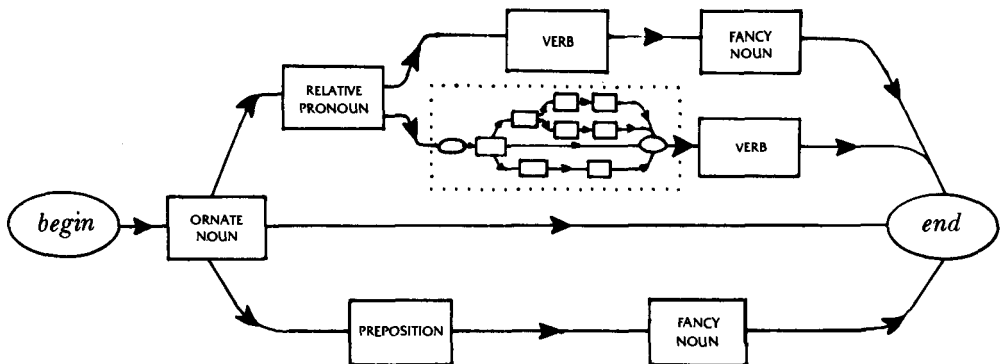 VERB
FANCY
NOUN
RELATIVE
PRONOUN
VERB
begin
ORNATE
NOUN
end
PREPOSITION
FANCY
NOUN